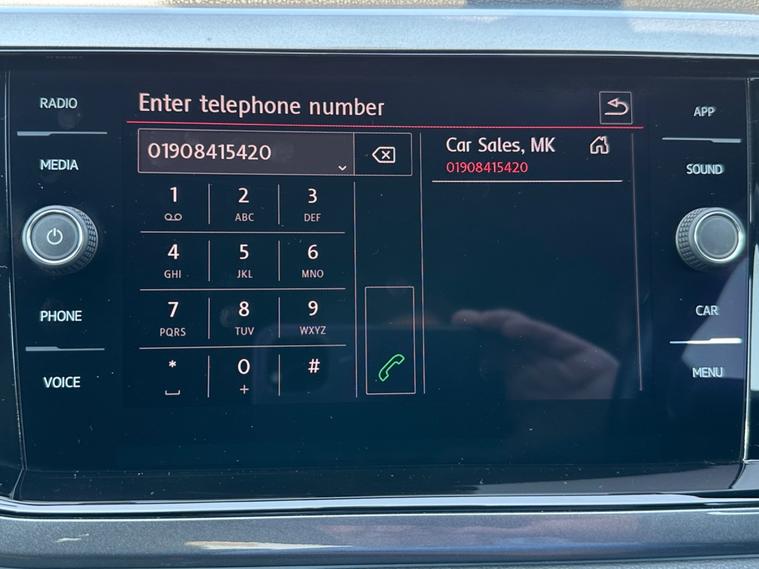 RADIO
MEDIA
PHONE
VOICE
Enter telephone number
01908415420
1
2 ABC
3 DEF
4 GHI
5 JKL
6 MNO
7 PQRS
8 TUV
9 WXYZ
*
0 +
#
Car Sales, MK
01908415420
APP
SOUND
CAR
MENU